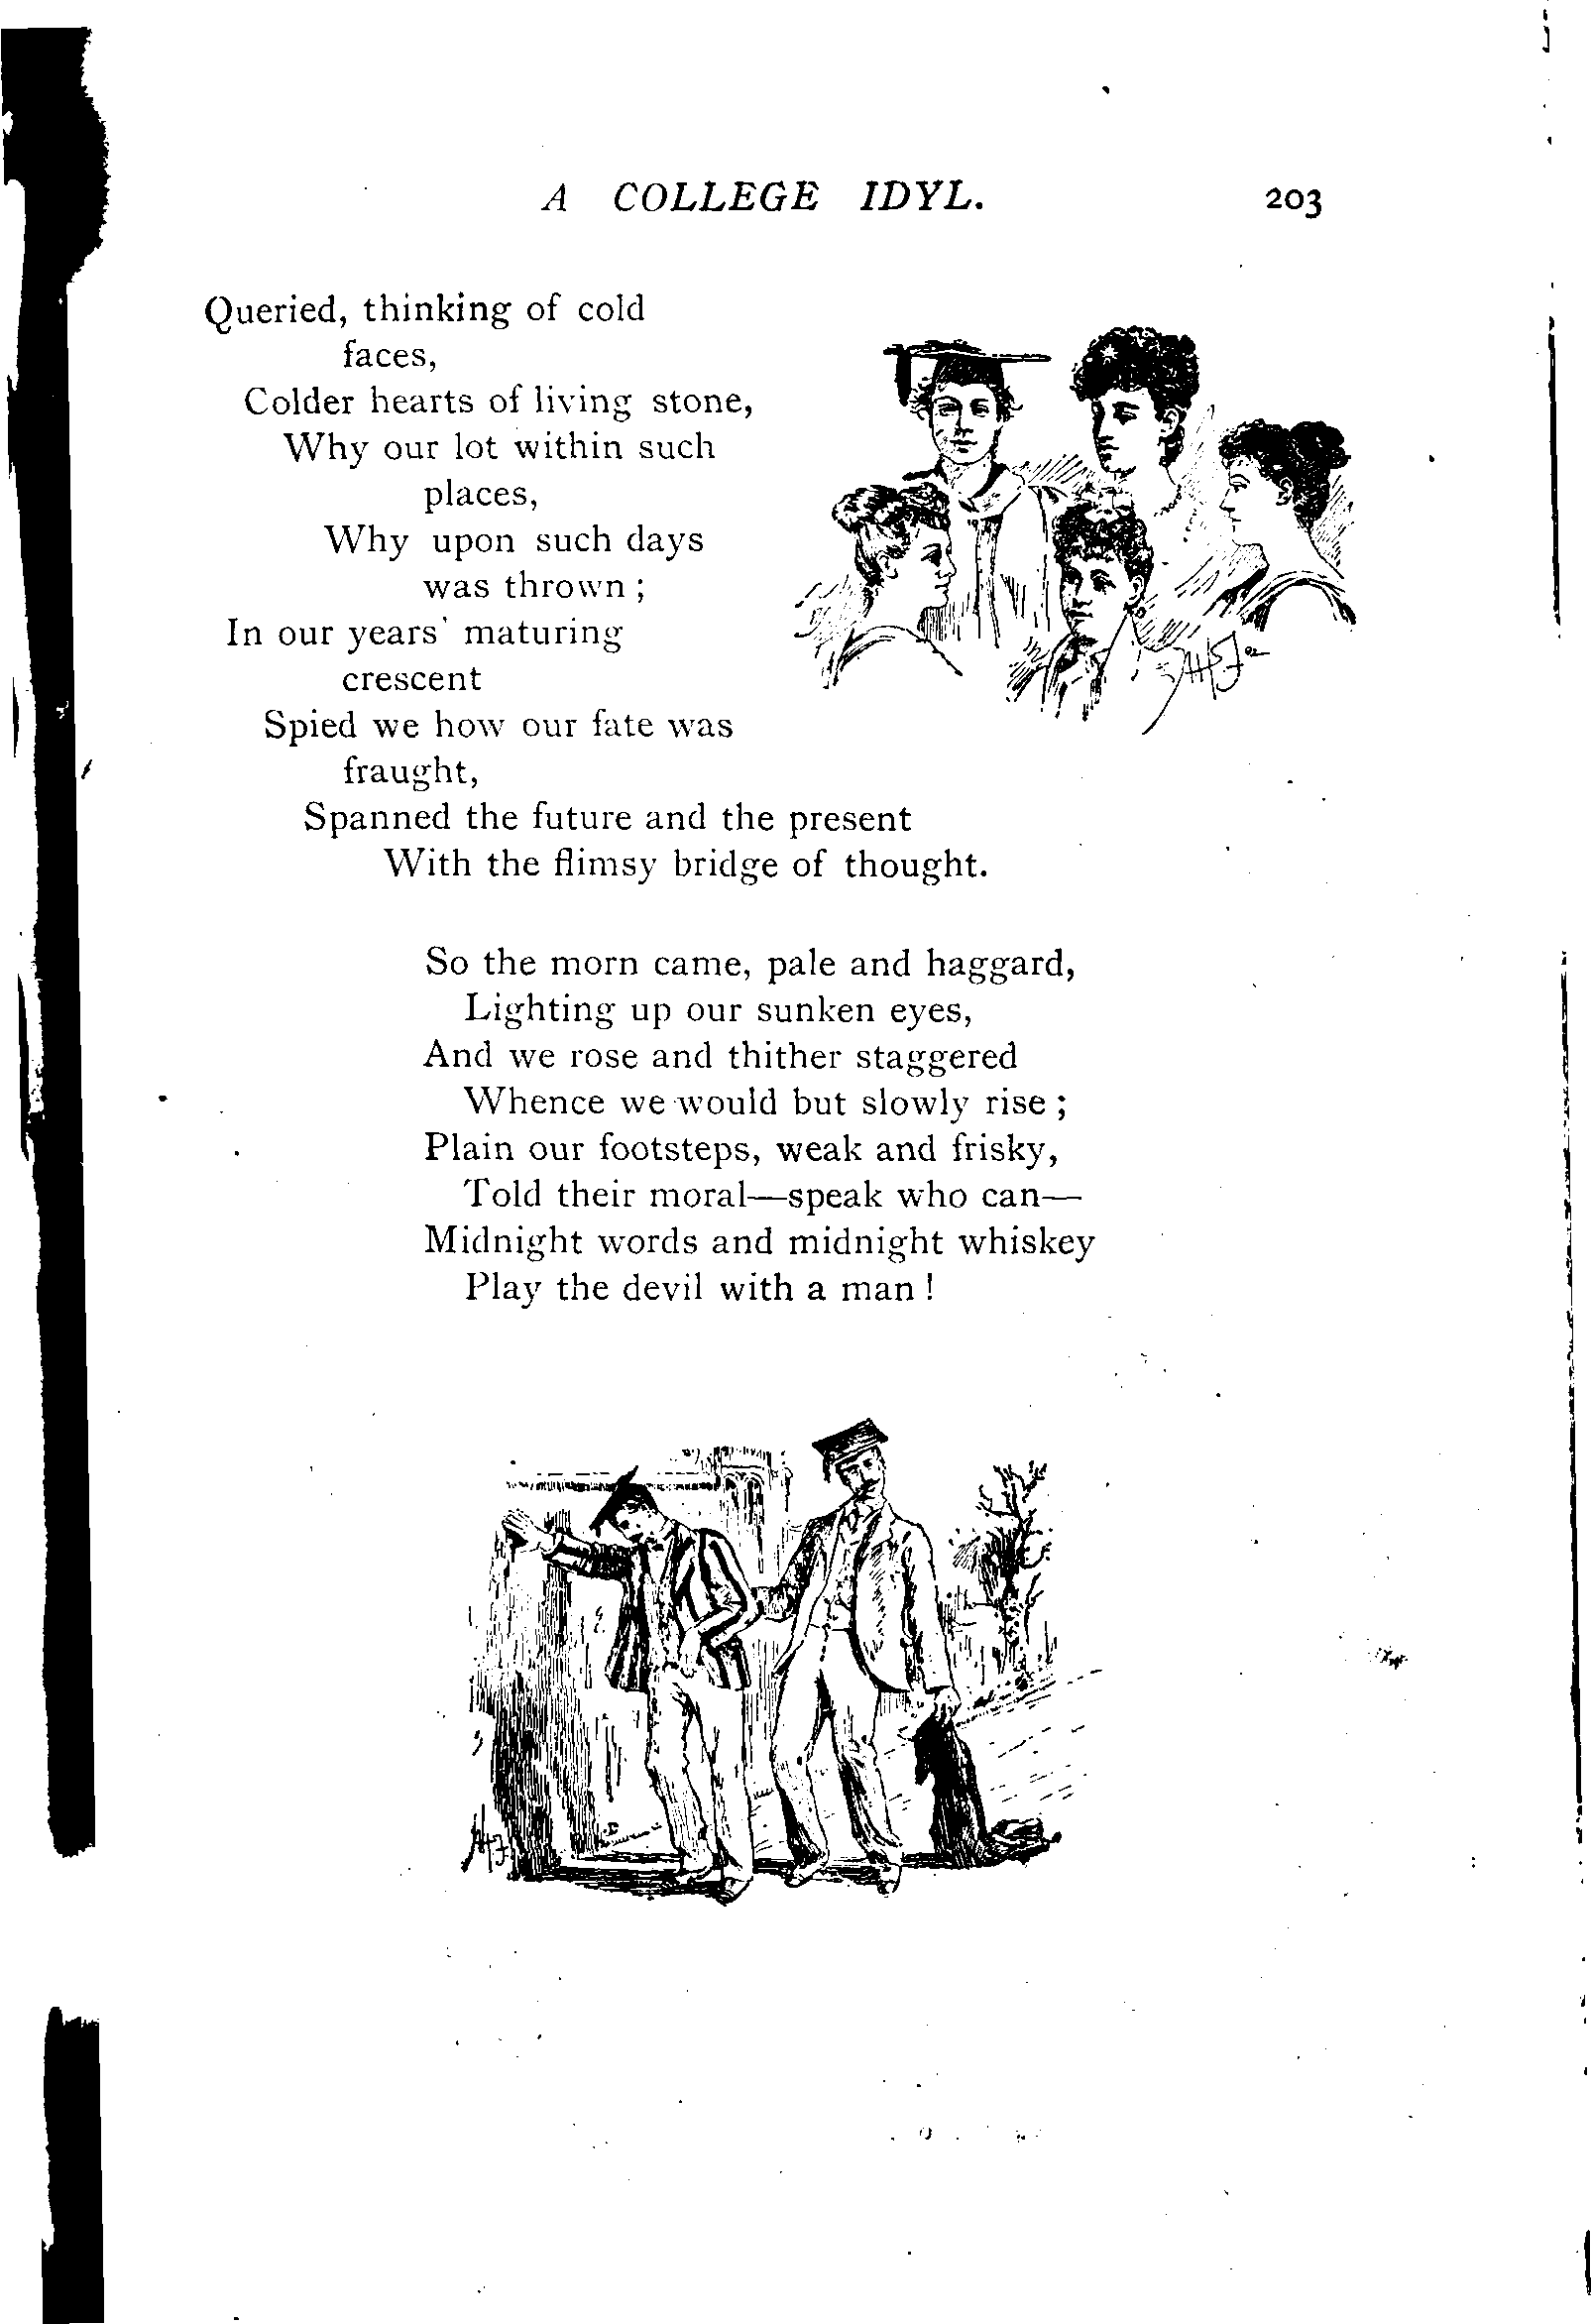 A COLLEGE IDYL. 203
Queried, thinking of cold
faces,
Colder hearts of living stone,
Why our lot within such
places,
Why upon such days
was thrown ;
In our years' maturing
crescent
Spied we how our fate was
fraught,
Spanned the future and the present
With the flimsy bridge of thought.
So the morn came, pale and haggard,
Lighting up our sunken eyes,
And we rose and thither staggered
Whence we would but slowly rise ;
Plain our footsteps, weak and frisky,
Told their moral—speak who can—
Midnight words and midnight whiskey
Play the devil with a man !